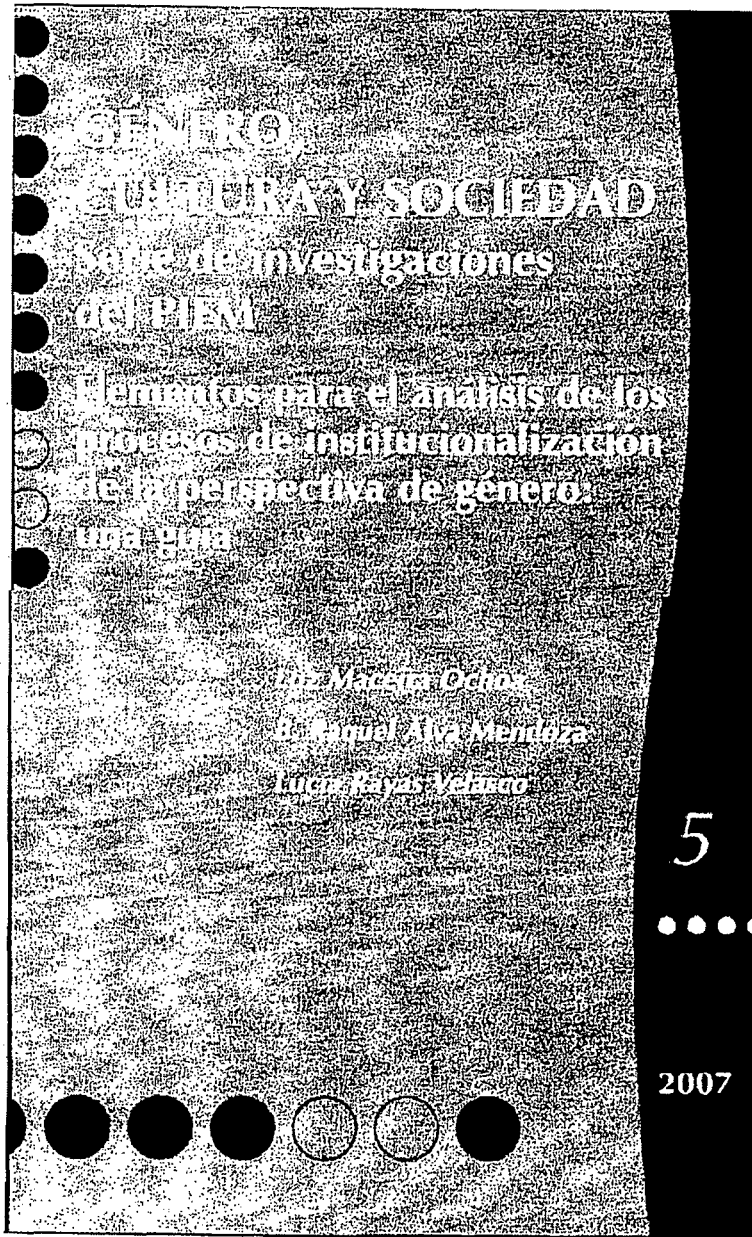 GÉNERO,
CULTURA Y SOCIEDAD
Serie de investigaciones
del PIEM
Elementos para el análisis de los
procesos de institucionalización
de la perspectiva de género:
una guía
Luz Maceira Ochoa
B. Raquel Alva Mendoza
Lucía Rayas Velasco
5
2007